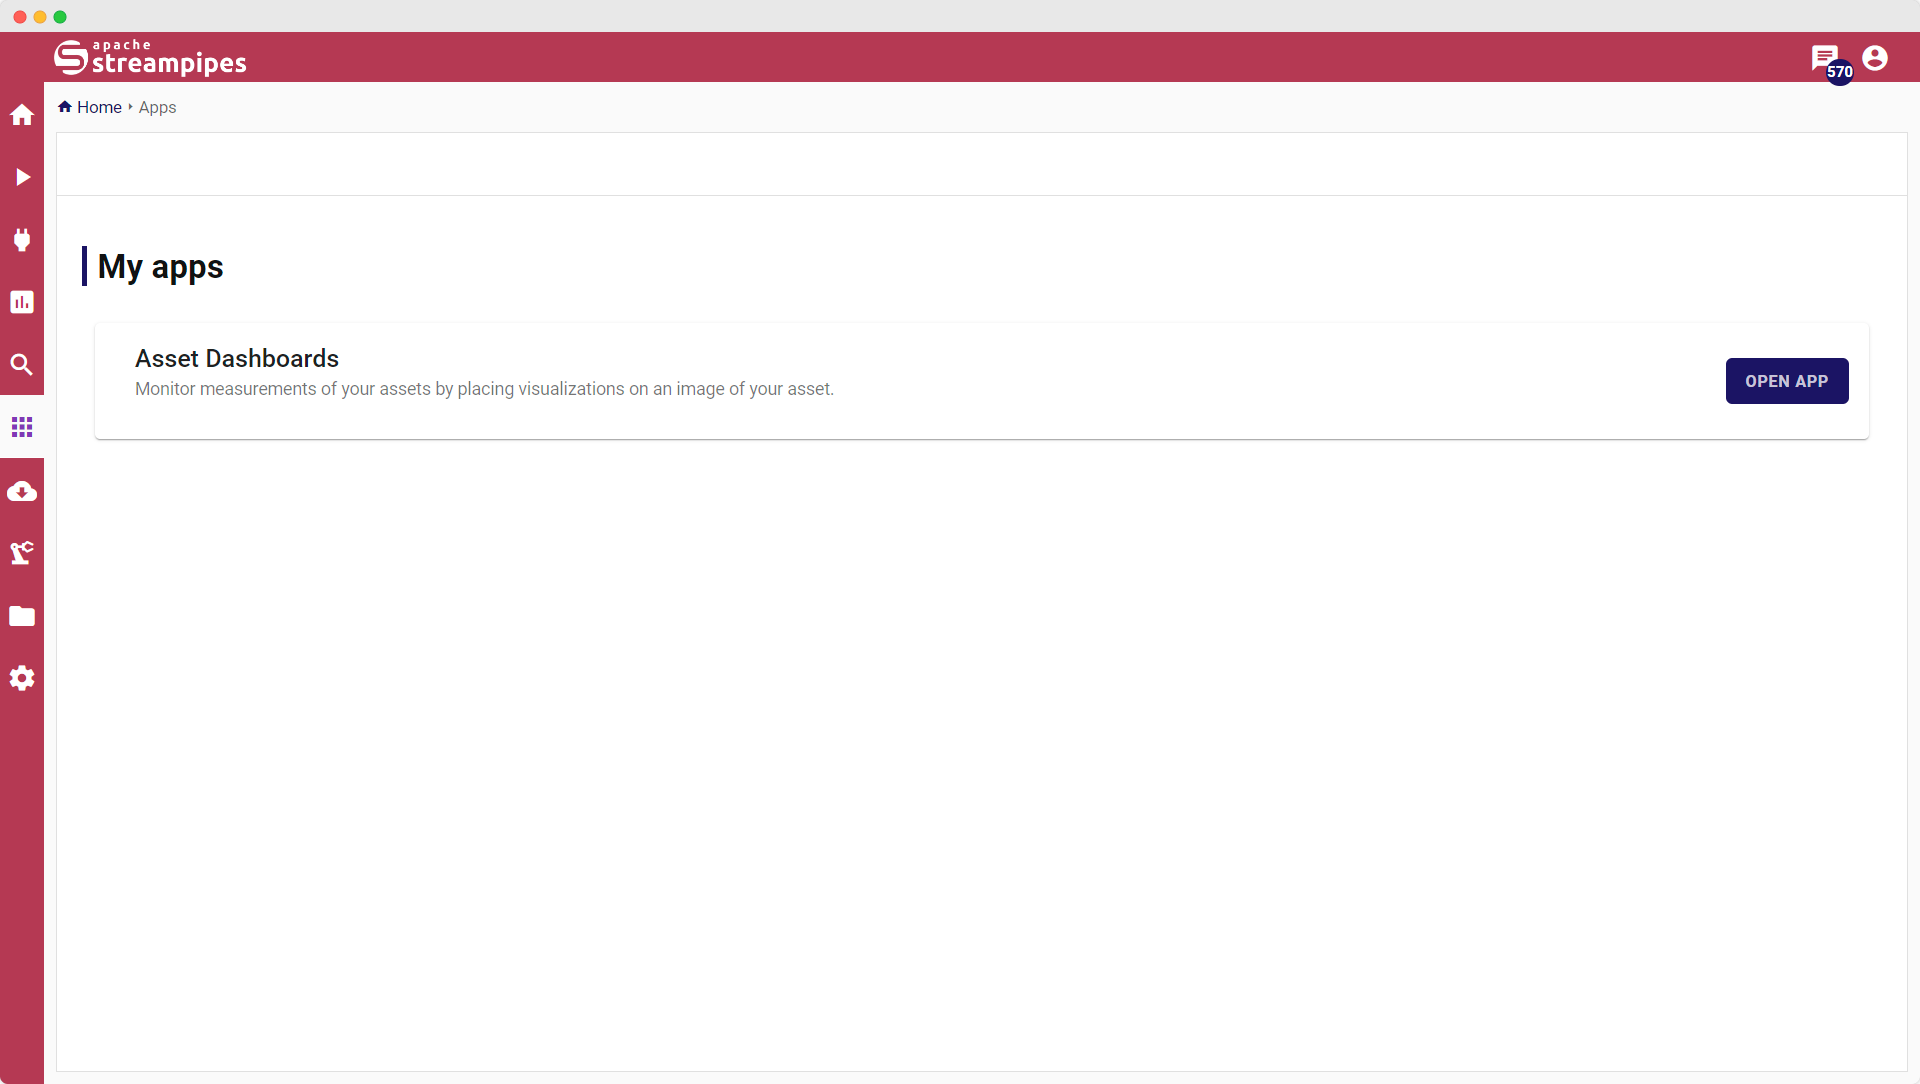 apache
streampipes
570
Home
Apps
My apps
Asset Dashboards
Monitor measurements of your assets by placing visualizations on an image of your asset.
OPEN APP